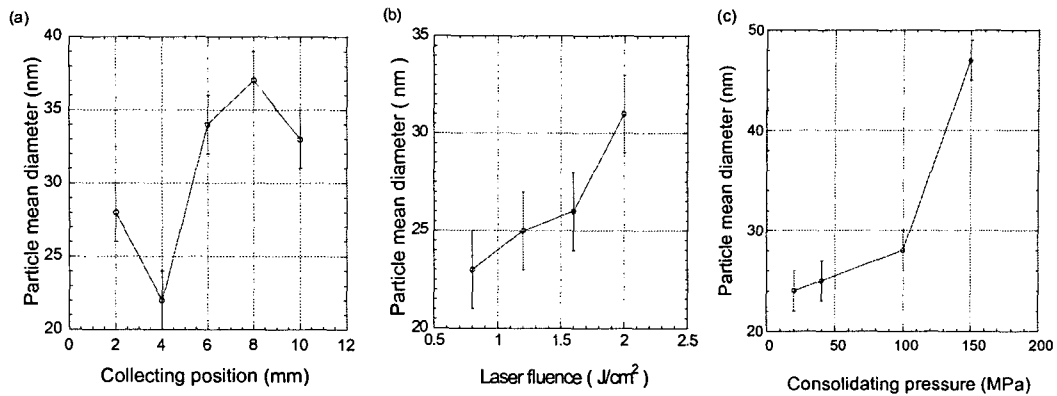 (a)
40
35
30
25
20
0 2 4 6 8 10 12
Particle mean diameter (nm)
Collecting position (mm)
(b)
35
30
25
20
0.5 1 1.5 2 2.5
Particle mean diameter ( nm)
Laser fluence ( J/cm²)
(c)
50
40
30
20
0 50 100 150 200
Particle mean diameter (nm)
Consolidating pressure (MPa)